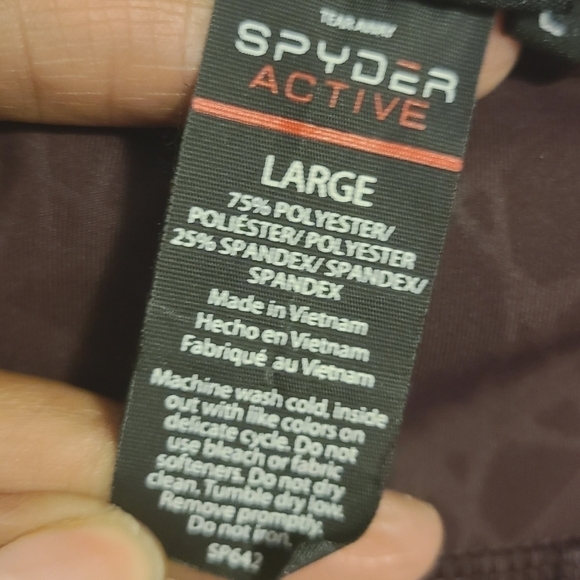 TEAR AWAY
SPYDER
ACTIVE
LARGE
75% POLYESTER/
POLIÉSTER/ POLYESTER
25% SPANDEX/ SPANDEX/
SPANDEX
Made in Vietnam
Hecho en Vietnam
Fabriqué au Vietnam
Machine wash cold, inside
out with like colors on
delicate cycle. Do not
use bleach or fabric
softeners. Do not dry
clean. Tumble dry low.
Remove promptly.
Do not iron.
SP642